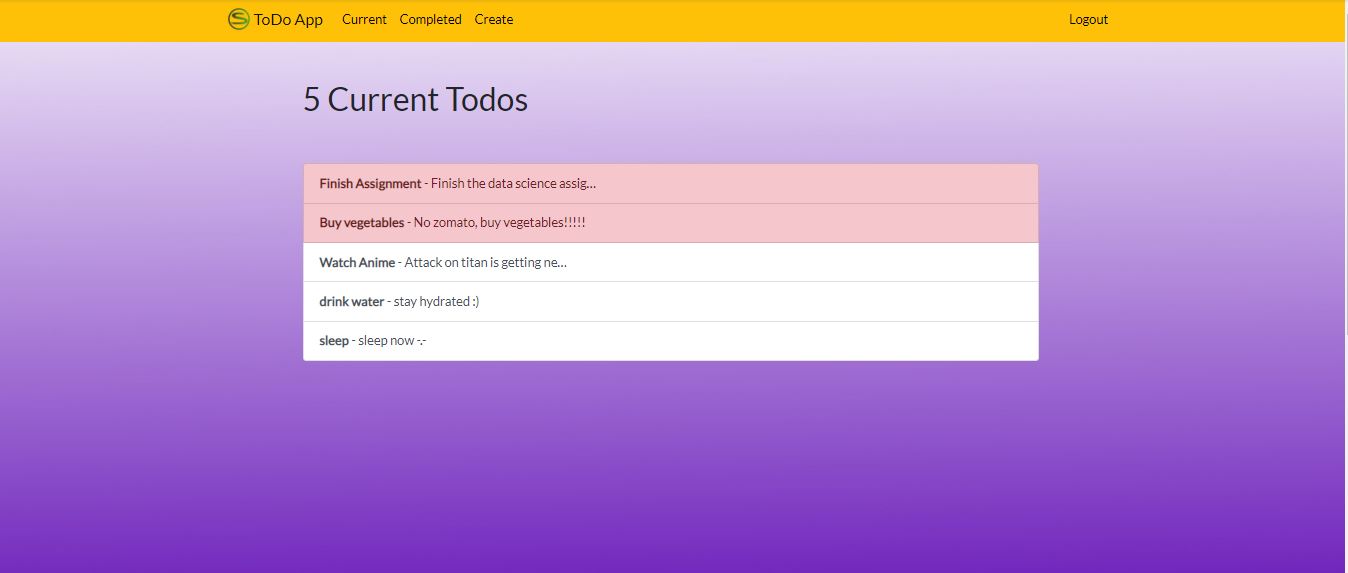 ToDo App Current Completed Create Logout
5 Current Todos
Finish Assignment - Finish the data science assig...
Buy vegetables - No zomato, buy vegetables!!!!!
Watch Anime - Attack on titan is getting ne...
drink water - stay hydrated :)
sleep - sleep now -.-